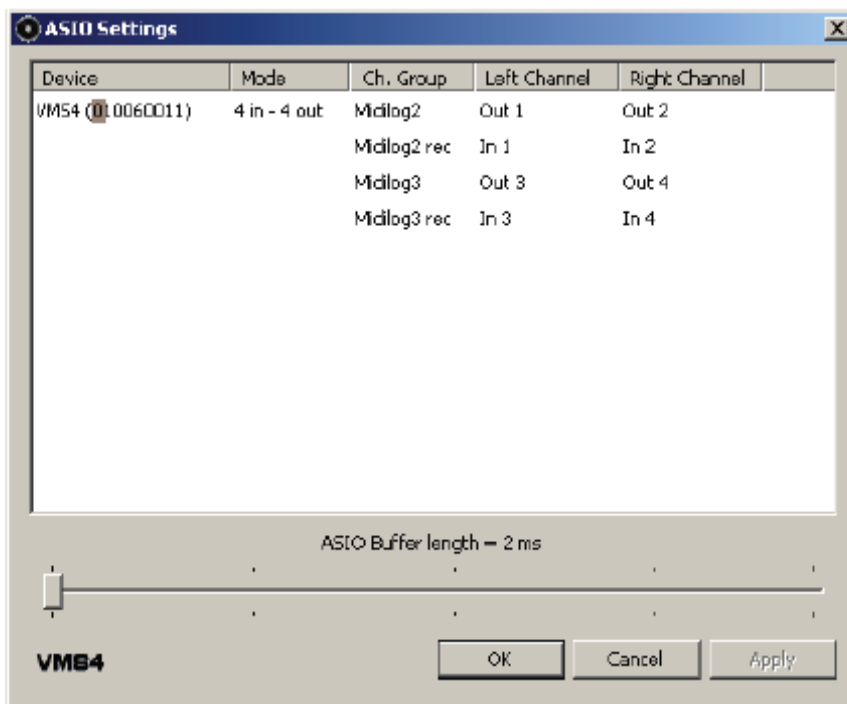 ASIO Settings
Device Mode Ch. Group Left Channel Right Channel
VMS4 (010060011) 4 in - 4 out Midilog2 Out 1 Out 2
Midilog2 rec In 1 In 2
Midilog3 Out 3 Out 4
Midilog3 rec In 3 In 4
ASIO Buffer length = 2 ms
VMS4 OK Cancel Apply